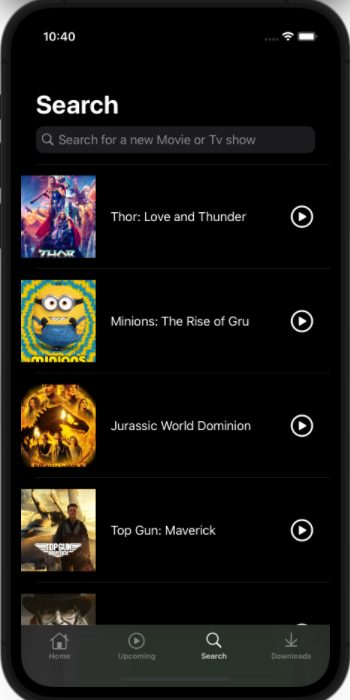 10:40
Search
Search for a new Movie or Tv show
THOR
Thor: Love and Thunder
MINIONS
Minions: The Rise of Gru
Jurassic World Dominion
TOP GUN
MAVERICK
Top Gun: Maverick
Home
Upcoming
Search
Downloads